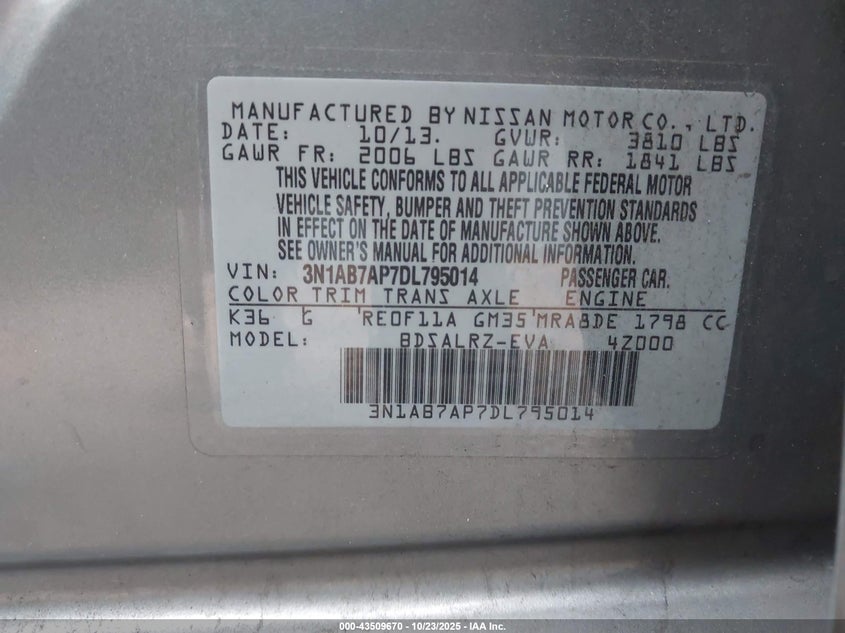 MANUFACTURED BY NISSAN MOTOR CO., LTD.
DATE: 10/13. GVWR: 3810 LBS
GAWR FR: 2006 LBS GAWR RR: 1841 LBS
THIS VEHICLE CONFORMS TO ALL APPLICABLE FEDERAL MOTOR
VEHICLE SAFETY, BUMPER AND THEFT PREVENTION STANDARDS
IN EFFECT ON THE DATE OF MANUFACTURE SHOWN ABOVE.
SEE OWNER'S MANUAL FOR ADDITIONAL INFORMATION.
VIN: 3N1AB7AP7DL795014 PASSENGER CAR.
COLOR TRIM TRANS AXLE ENGINE
K36 G RE0F11A GM35 MRA8DE 1798 CC
MODEL: BDSALRZ-EVA 4Z000
3N1AB7AP7DL795014
000-43509670 - 10/23/2025 - IAA Inc.